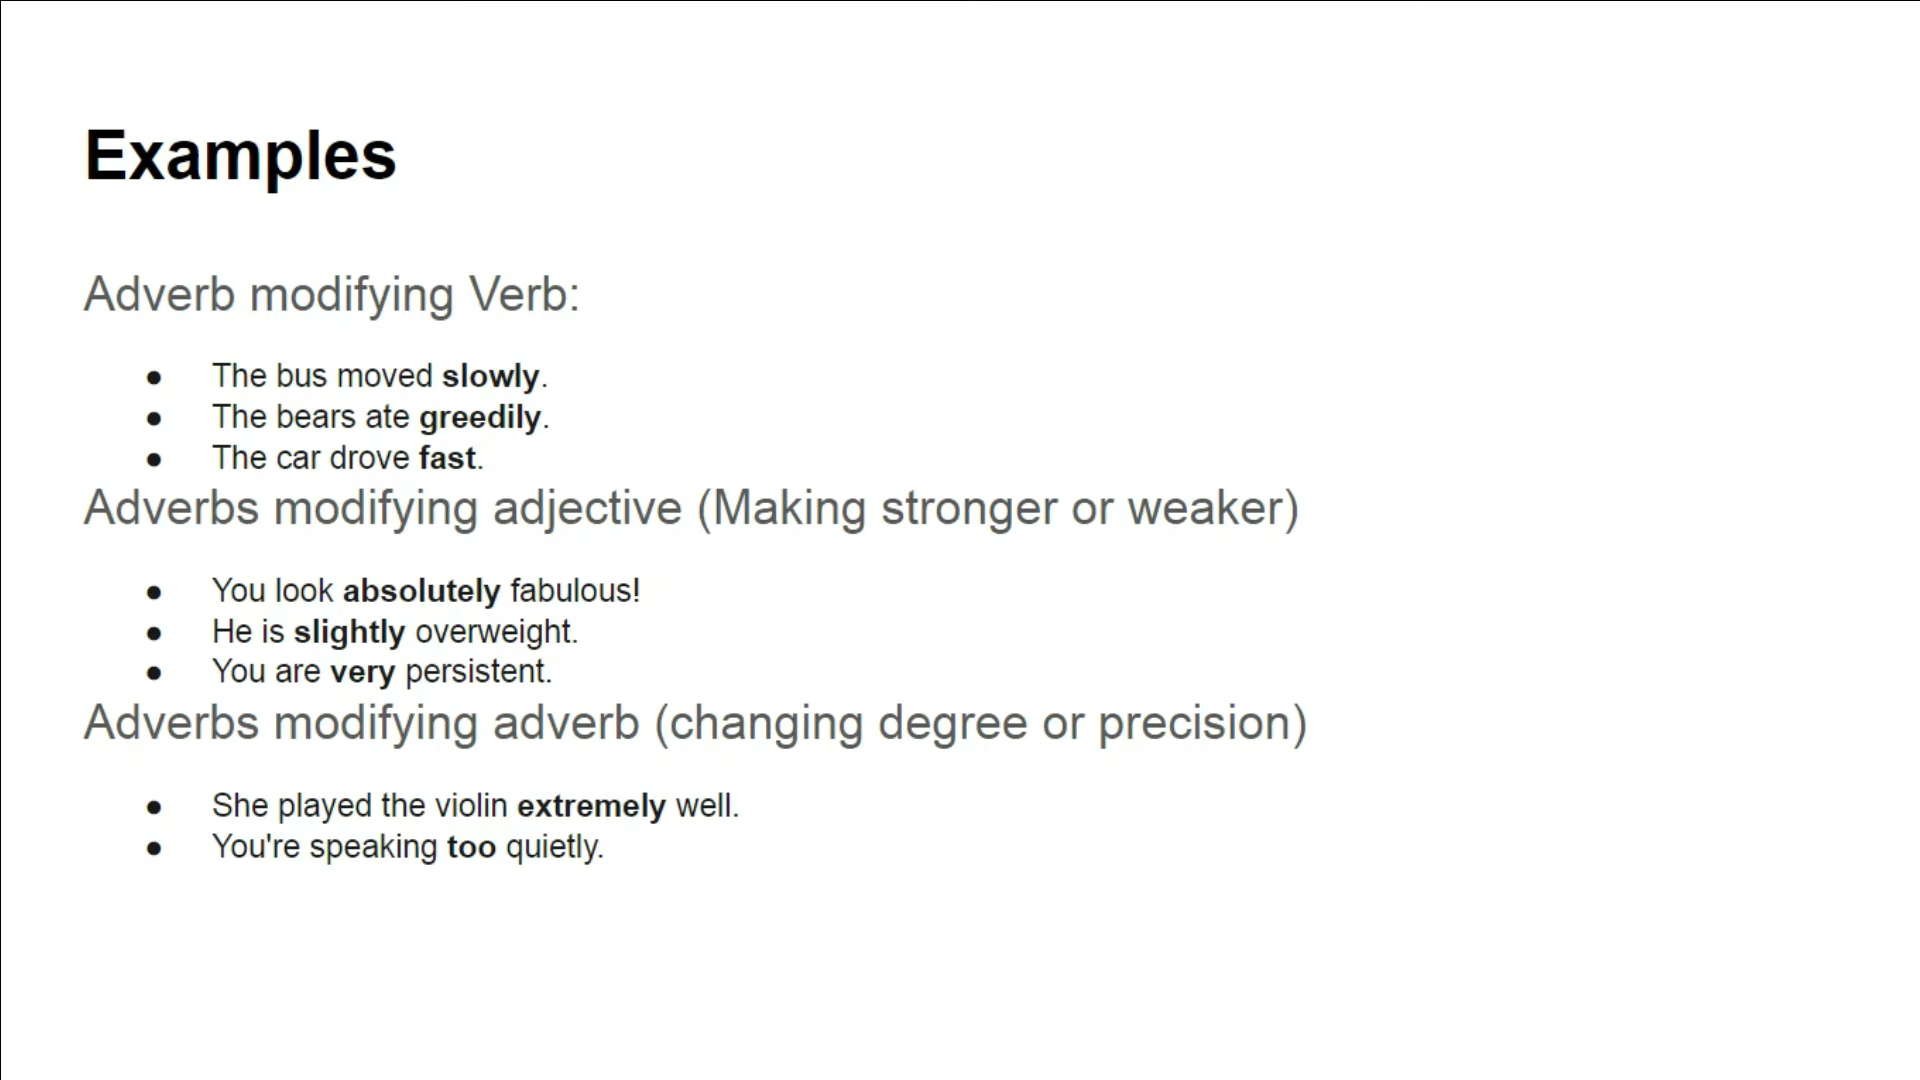 Examples
Adverb modifying Verb:
● The bus moved slowly.
● The bears ate greedily.
● The car drove fast.
Adverbs modifying adjective (Making stronger or weaker)
● You look absolutely fabulous!
● He is slightly overweight.
● You are very persistent.
Adverbs modifying adverb (changing degree or precision)
● She played the violin extremely well.
● You're speaking too quietly.